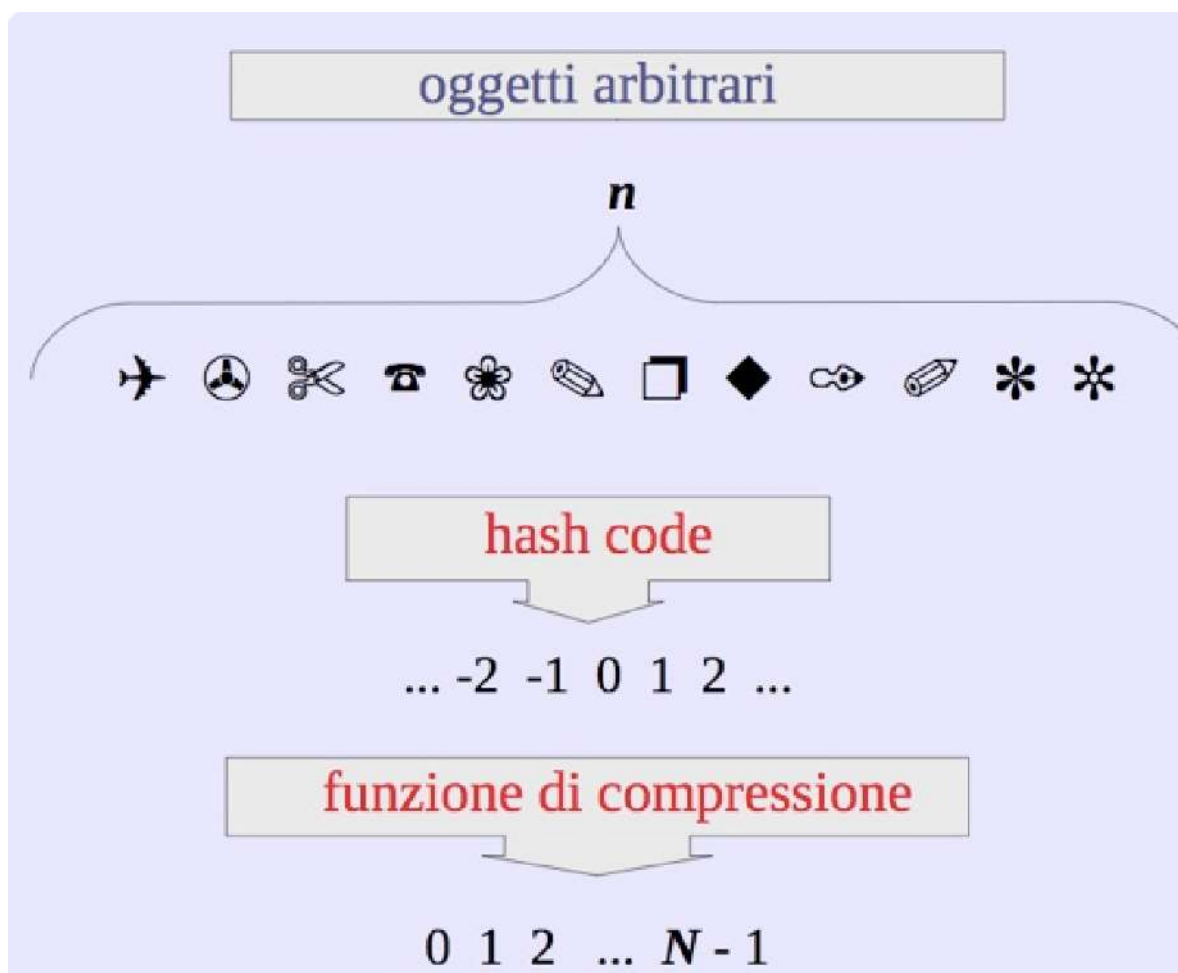 oggetti arbitrari
n
✈ ✇ ✄ ☎ ❀ ✎ ❐ ◆ ✑ ✐ ✻ ✲
hash code
... -2 -1 0 1 2 ...
funzione di compressione
0 1 2 ... N - 1